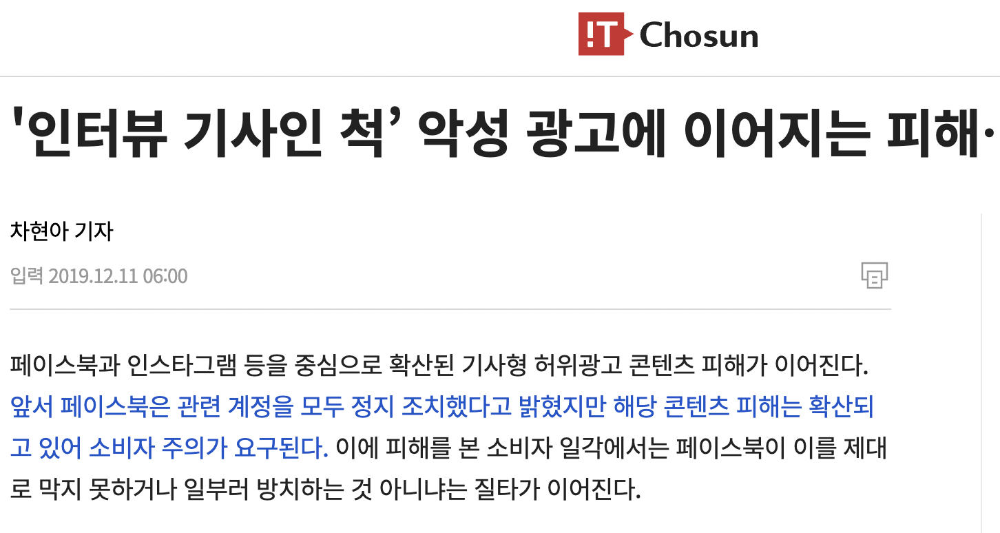 IT Chosun
'인터뷰 기사인 척’ 악성 광고에 이어지는 피해·
차현아 기자
입력 2019.12.11 06:00
페이스북과 인스타그램 등을 중심으로 확산된 기사형 허위광고 콘텐츠 피해가 이어진다.
앞서 페이스북은 관련 계정을 모두 정지 조치했다고 밝혔지만 해당 콘텐츠 피해는 확산되
고 있어 소비자 주의가 요구된다. 이에 피해를 본 소비자 일각에서는 페이스북이 이를 제대
로 막지 못하거나 일부러 방치하는 것 아니냐는 질타가 이어진다.